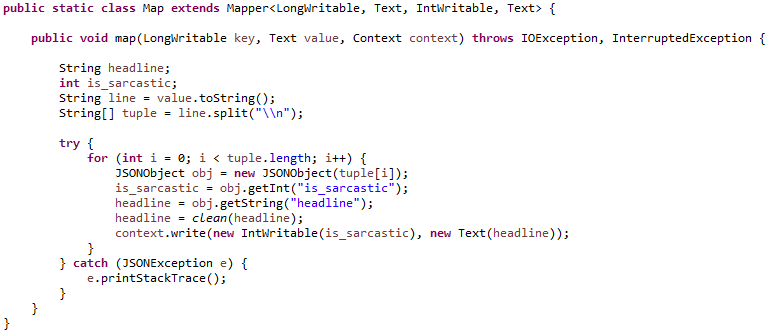 public static class Map extends Mapper<LongWritable, Text, IntWritable, Text> {
    public void map(LongWritable key, Text value, Context context) throws IOException, InterruptedException {
        String headline;
        int is_sarcastic;
        String line = value.toString();
        String[] tuple = line.split("\\n");
        try {
            for (int i = 0; i < tuple.length; i++) {
                JSONObject obj = new JSONObject(tuple[i]);
                is_sarcastic = obj.getInt("is_sarcastic");
                headline = obj.getString("headline");
                headline = clean(headline);
                context.write(new IntWritable(is_sarcastic), new Text(headline));
            }
        } catch (JSONException e) {
            e.printStackTrace();
        }
    }
}